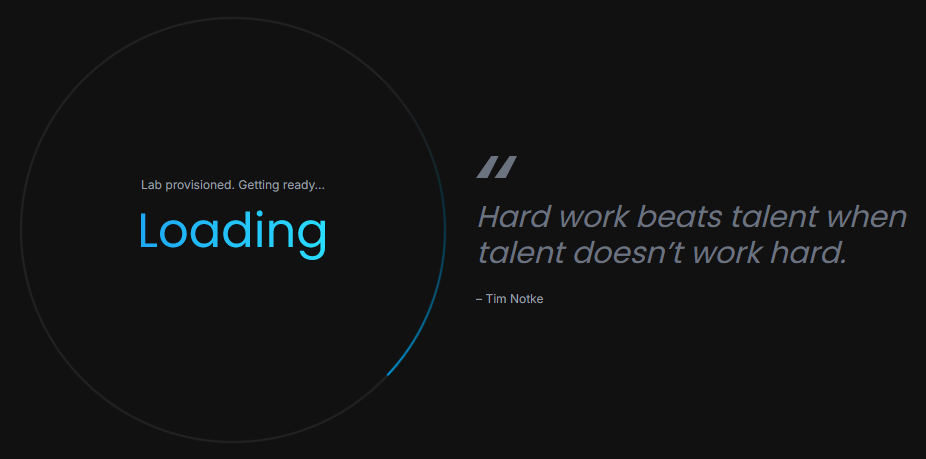 Lab provisioned. Getting ready...
Loading
"
Hard work beats talent when
talent doesn’t work hard.
– Tim Notke